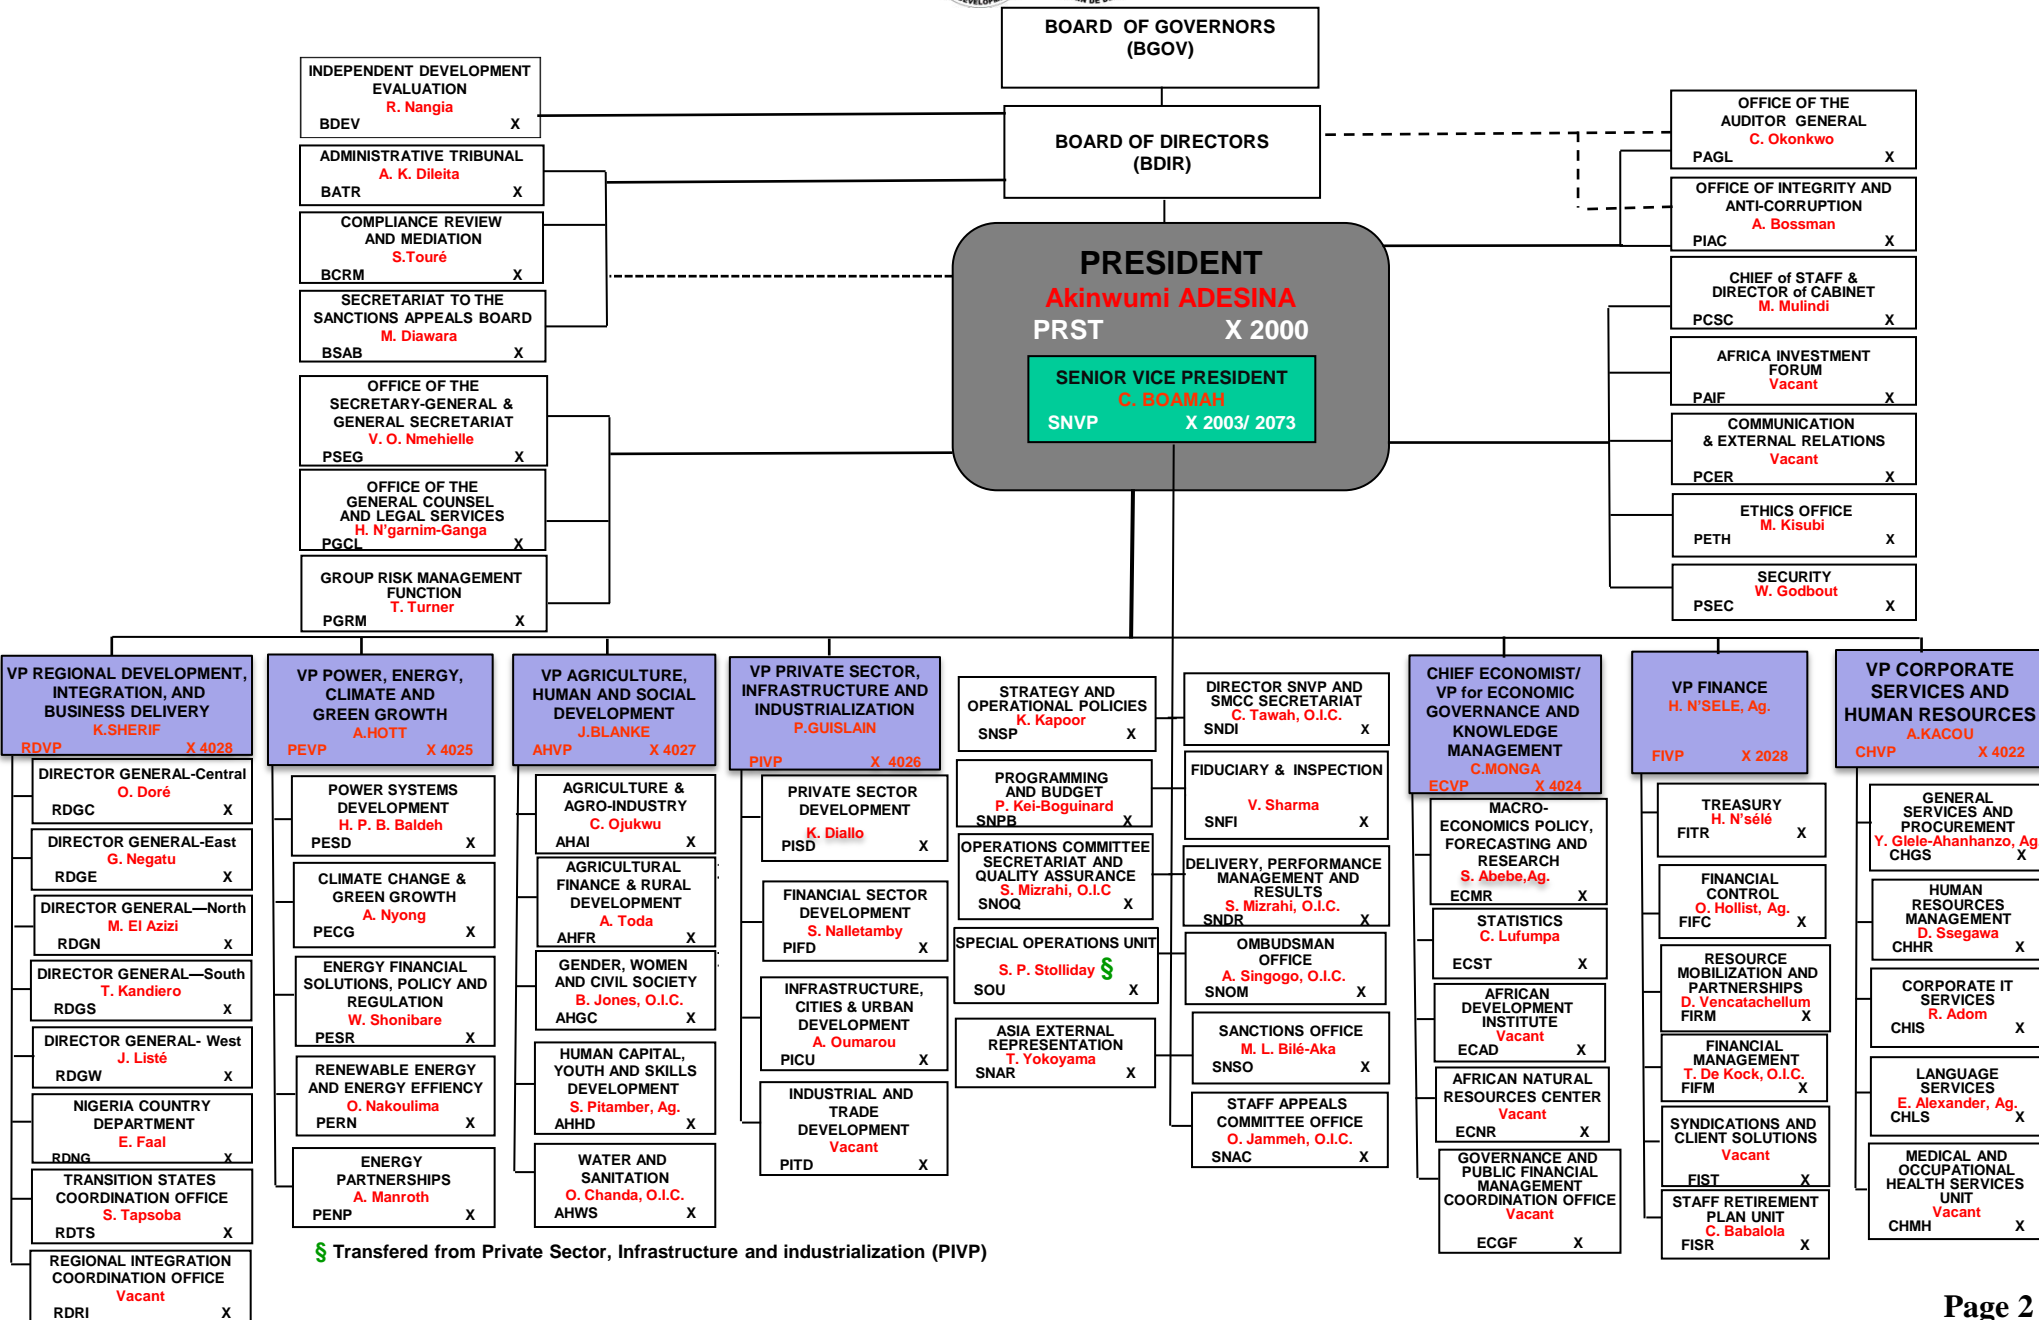 BOARD OF GOVERNORS
(BGOV)
BOARD OF DIRECTORS
(BDIR)
INDEPENDENT DEVELOPMENT
EVALUATION
R. Nangia
BDEV X
ADMINISTRATIVE TRIBUNAL
A. K. Dileita
BATR X
COMPLIANCE REVIEW
AND MEDIATION
S.Touré
BCRM X
SECRETARIAT TO THE
SANCTIONS APPEALS BOARD
M. Diawara
BSAB X
OFFICE OF THE
SECRETARY-GENERAL &
GENERAL SECRETARIAT
V. O. Nmehielle
PSEG X
OFFICE OF THE
GENERAL COUNSEL
AND LEGAL SERVICES
H. N'garnim-Ganga
PGCL X
GROUP RISK MANAGEMENT
FUNCTION
T. Turner
PGRM X
PRESIDENT
Akinwumi ADESINA
PRST X 2000
SENIOR VICE PRESIDENT
C. BOAMAH
SNVP X 2003/ 2073
OFFICE OF THE
AUDITOR GENERAL
C. Okonkwo
PAGL X
OFFICE OF INTEGRITY AND
ANTI-CORRUPTION
A. Bossman
PIAC X
CHIEF of STAFF &
DIRECTOR of CABINET
M. Mulindi
PCSC X
AFRICA INVESTMENT
FORUM
Vacant
PAIF X
COMMUNICATION
& EXTERNAL RELATIONS
Vacant
PCER X
ETHICS OFFICE
M. Kisubi
PETH X
SECURITY
W. Godbout
PSEC X
VP REGIONAL DEVELOPMENT,
INTEGRATION, AND
BUSINESS DELIVERY
K.SHERIF
RDVP X 4028
DIRECTOR GENERAL-Central
O. Doré
RDGC X
DIRECTOR GENERAL-East
G. Negatu
RDGE X
DIRECTOR GENERAL—North
M. El Azizi
RDGN X
DIRECTOR GENERAL—South
T. Kandiero
RDGS X
DIRECTOR GENERAL- West
J. Listé
RDGW X
NIGERIA COUNTRY
DEPARTMENT
E. Faal
RDNG X
TRANSITION STATES
COORDINATION OFFICE
S. Tapsoba
RDTS X
REGIONAL INTEGRATION
COORDINATION OFFICE
Vacant
RDRI X
VP POWER, ENERGY,
CLIMATE AND
GREEN GROWTH
A.HOTT
PEVP X 4025
POWER SYSTEMS
DEVELOPMENT
H. P. B. Baldeh
PESD X
CLIMATE CHANGE &
GREEN GROWTH
A. Nyong
PECG X
ENERGY FINANCIAL
SOLUTIONS, POLICY AND
REGULATION
W. Shonibare
PESR X
RENEWABLE ENERGY
AND ENERGY EFFIENCY
O. Nakoulima
PERN X
ENERGY
PARTNERSHIPS
A. Manroth
PENP X
VP AGRICULTURE,
HUMAN AND SOCIAL
DEVELOPMENT
J.BLANKE
AHVP X 4027
AGRICULTURE &
AGRO-INDUSTRY
C. Ojukwu
AHAI X
AGRICULTURAL
FINANCE & RURAL
DEVELOPMENT
A. Toda
AHFR X
GENDER, WOMEN
AND CIVIL SOCIETY
B. Jones, O.I.C.
AHGC X
HUMAN CAPITAL,
YOUTH AND SKILLS
DEVELOPMENT
S. Pitamber, Ag.
AHHD X
WATER AND
SANITATION
O. Chanda, O.I.C.
AHWS X
VP PRIVATE SECTOR,
INFRASTRUCTURE AND
INDUSTRIALIZATION
P.GUISLAIN
PIVP X 4026
PRIVATE SECTOR
DEVELOPMENT
K. Diallo
PISD X
FINANCIAL SECTOR
DEVELOPMENT
S. Nalletamby
PIFD X
INFRASTRUCTURE,
CITIES & URBAN
DEVELOPMENT
A. Oumarou
PICU X
INDUSTRIAL AND
TRADE
DEVELOPMENT
Vacant
PITD X
STRATEGY AND
OPERATIONAL POLICIES
K. Kapoor
SNSP X
PROGRAMMING
AND BUDGET
P. Kei-Boguinard
SNPB X
OPERATIONS COMMITTEE
SECRETARIAT AND
QUALITY ASSURANCE
S. Mizrahi, O.I.C
SNOQ X
SPECIAL OPERATIONS UNIT
S. P. Stolliday §
SOU X
ASIA EXTERNAL
REPRESENTATION
T. Yokoyama
SNAR X
DIRECTOR SNVP AND
SMCC SECRETARIAT
C. Tawah, O.I.C.
SNDI X
FIDUCIARY & INSPECTION
V. Sharma
SNFI X
DELIVERY, PERFORMANCE
MANAGEMENT AND
RESULTS
S. Mizrahi, O.I.C.
SNDR X
OMBUDSMAN
OFFICE
A. Singogo, O.I.C.
SNOM X
SANCTIONS OFFICE
M. L. Bilé-Aka
SNSO X
STAFF APPEALS
COMMITTEE OFFICE
O. Jammeh, O.I.C.
SNAC X
CHIEF ECONOMIST/
VP for ECONOMIC
GOVERNANCE AND
KNOWLEDGE
MANAGEMENT
C.MONGA
ECVP X 4024
MACRO-
ECONOMICS POLICY,
FORECASTING AND
RESEARCH
S. Abebe,Ag.
ECMR X
STATISTICS
C. Lufumpa
ECST X
AFRICAN
DEVELOPMENT
INSTITUTE
Vacant
ECAD X
AFRICAN NATURAL
RESOURCES CENTER
Vacant
ECNR X
GOVERNANCE AND
PUBLIC FINANCIAL
MANAGEMENT
COORDINATION OFFICE
Vacant
ECGF X
VP FINANCE
H. N'SELE, Ag.
FIVP X 2028
TREASURY
H. N'sélé
FITR X
FINANCIAL
CONTROL
O. Hollist, Ag.
FIFC X
RESOURCE
MOBILIZATION AND
PARTNERSHIPS
D. Vencatachellum
FIRM X
FINANCIAL
MANAGEMENT
T. De Kock, O.I.C.
FIFM X
SYNDICATIONS AND
CLIENT SOLUTIONS
Vacant
FIST X
STAFF RETIREMENT
PLAN UNIT
C. Babalola
FISR X
VP CORPORATE
SERVICES AND
HUMAN RESOURCES
A.KACOU
CHVP X 4022
GENERAL
SERVICES AND
PROCUREMENT
Y. Glele-Ahanhanzo, Ag
CHGS X
HUMAN
RESOURCES
MANAGEMENT
D. Ssegawa
CHHR X
CORPORATE IT
SERVICES
R. Adom
CHIS X
LANGUAGE
SERVICES
E. Alexander, Ag.
CHLS X
MEDICAL AND
OCCUPATIONAL
HEALTH SERVICES
UNIT
Vacant
CHMH X
§ Transfered from Private Sector, Infrastructure and industrialization (PIVP)
Page 2